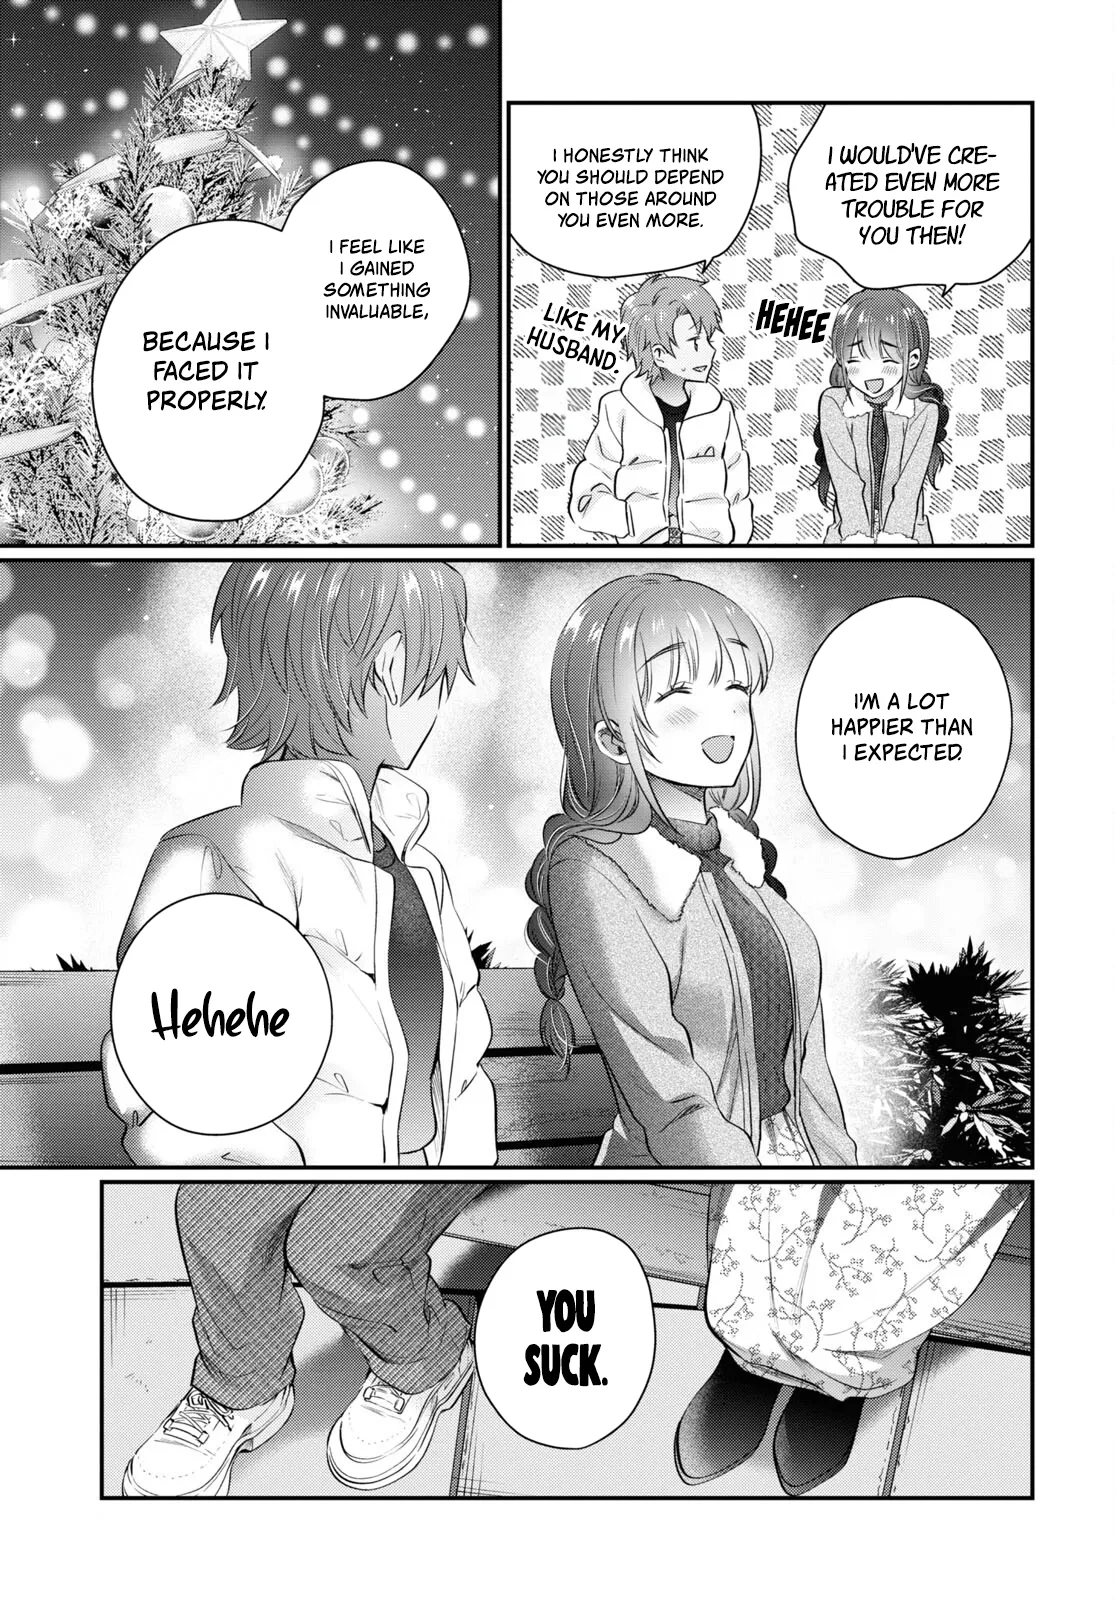 I WOULD'VE CRE-
ATED EVEN MORE
TROUBLE FOR
YOU THEN!
HEHEE
I HONESTLY THINK
YOU SHOULD DEPEND
ON THOSE AROUND
YOU EVEN MORE.
LIKE MY
HUSBAND.
I FEEL LIKE
I GAINED
SOMETHING
INVALUABLE,
BECAUSE I
FACED IT
PROPERLY.
I'M A LOT
HAPPIER THAN
I EXPECTED.
Hehehe
YOU
SUCK.